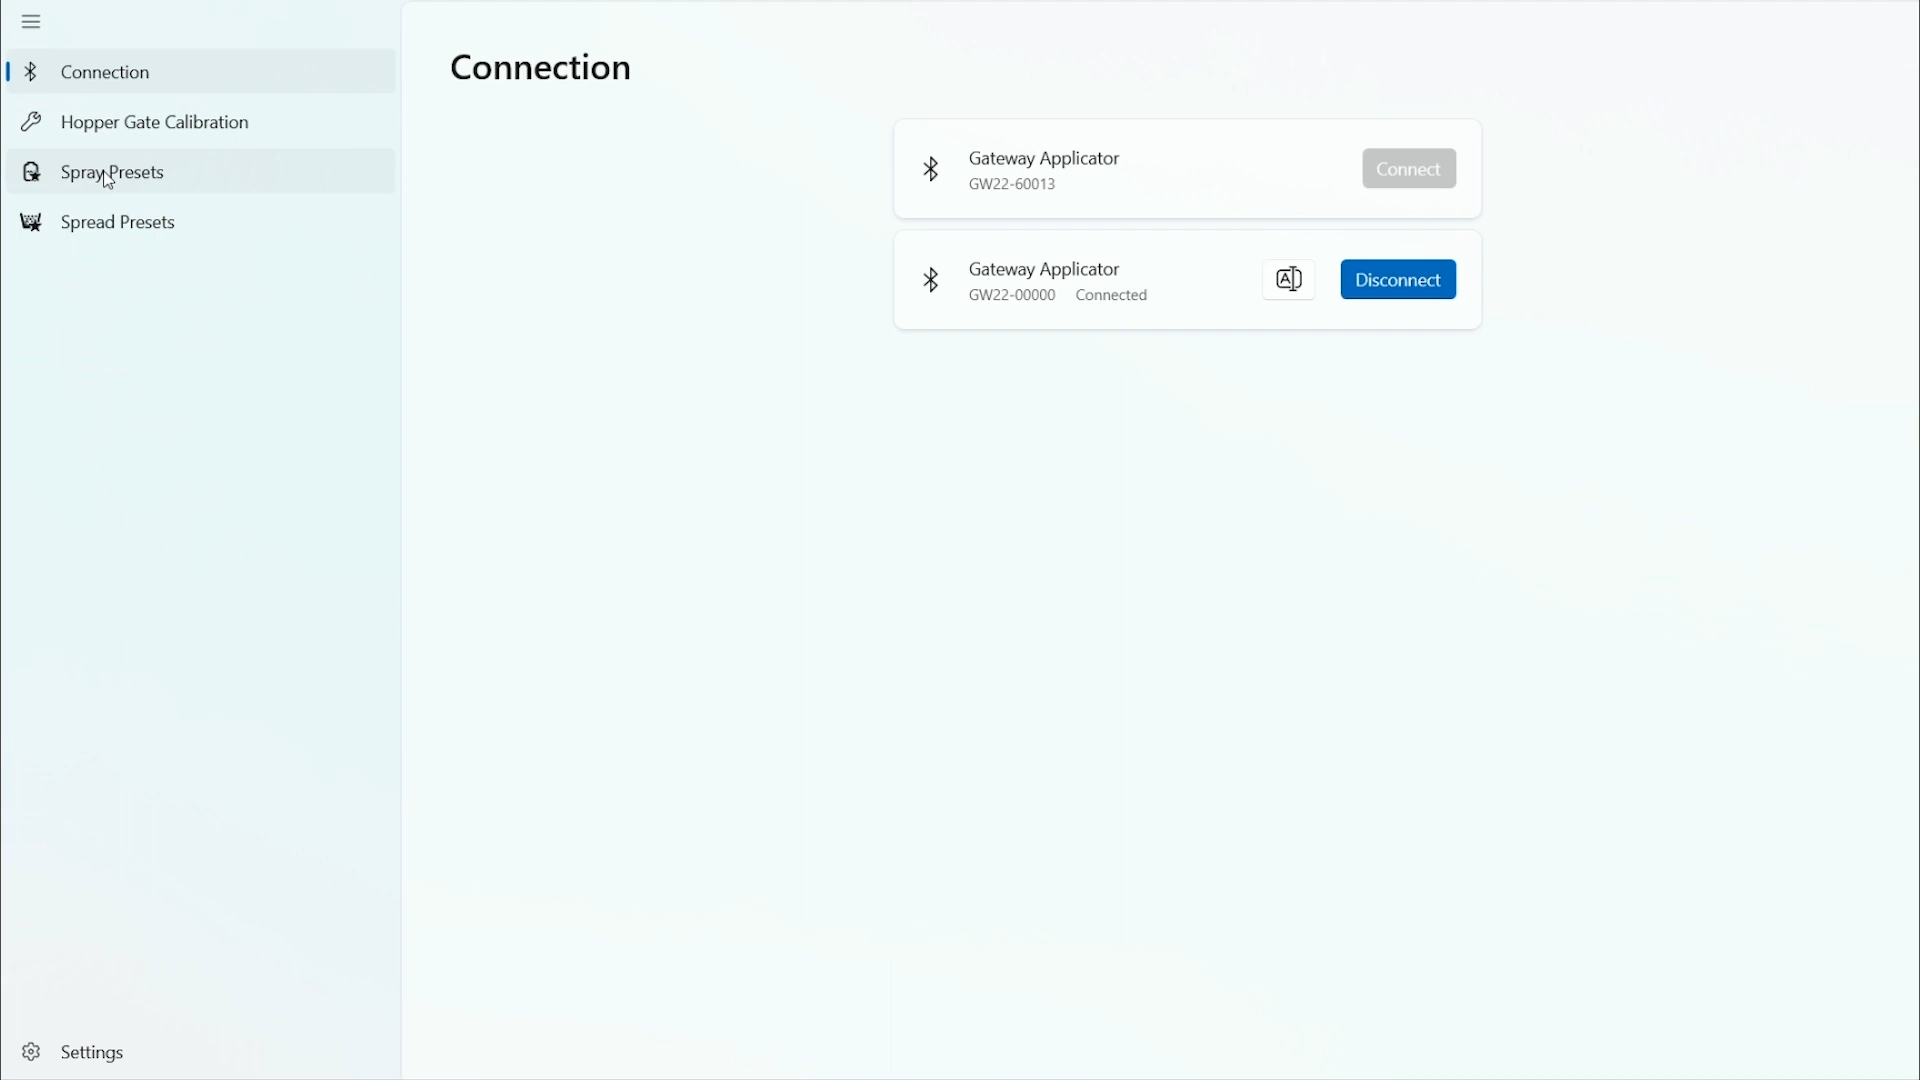 Connection
Hopper Gate Calibration
Spray Presets
Spread Presets
Settings
Connection
Gateway Applicator
GW22-60013
Connect
Gateway Applicator
GW22-00000 Connected
A
Disconnect